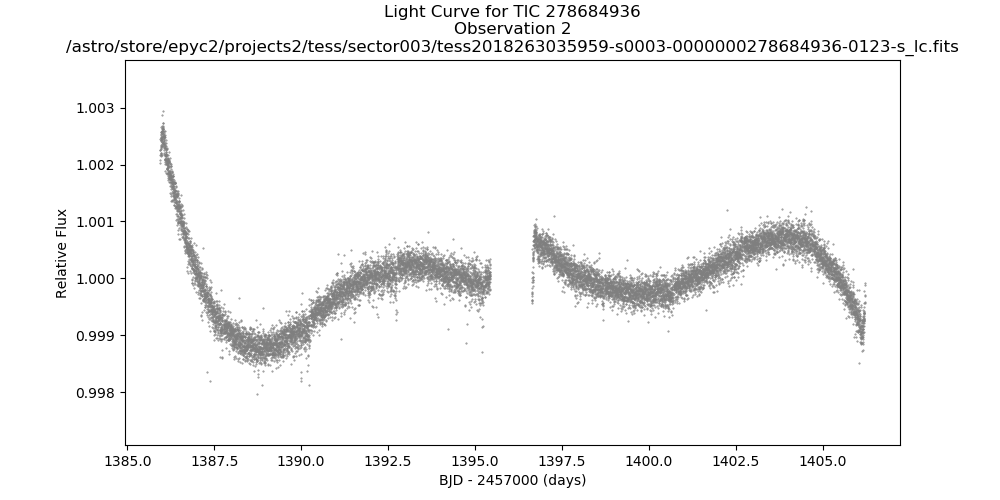 Light Curve for TIC 278684936
Observation 2
/astro/store/epyc2/projects2/tess/sector003/tess2018263035959-s0003-0000000278684936-0123-s_lc.fits
1.003
1.002
1.001
1.000
0.999
0.998
Relative Flux
1385.0 1387.5 1390.0 1392.5 1395.0 1397.5 1400.0 1402.5 1405.0
BJD - 2457000 (days)